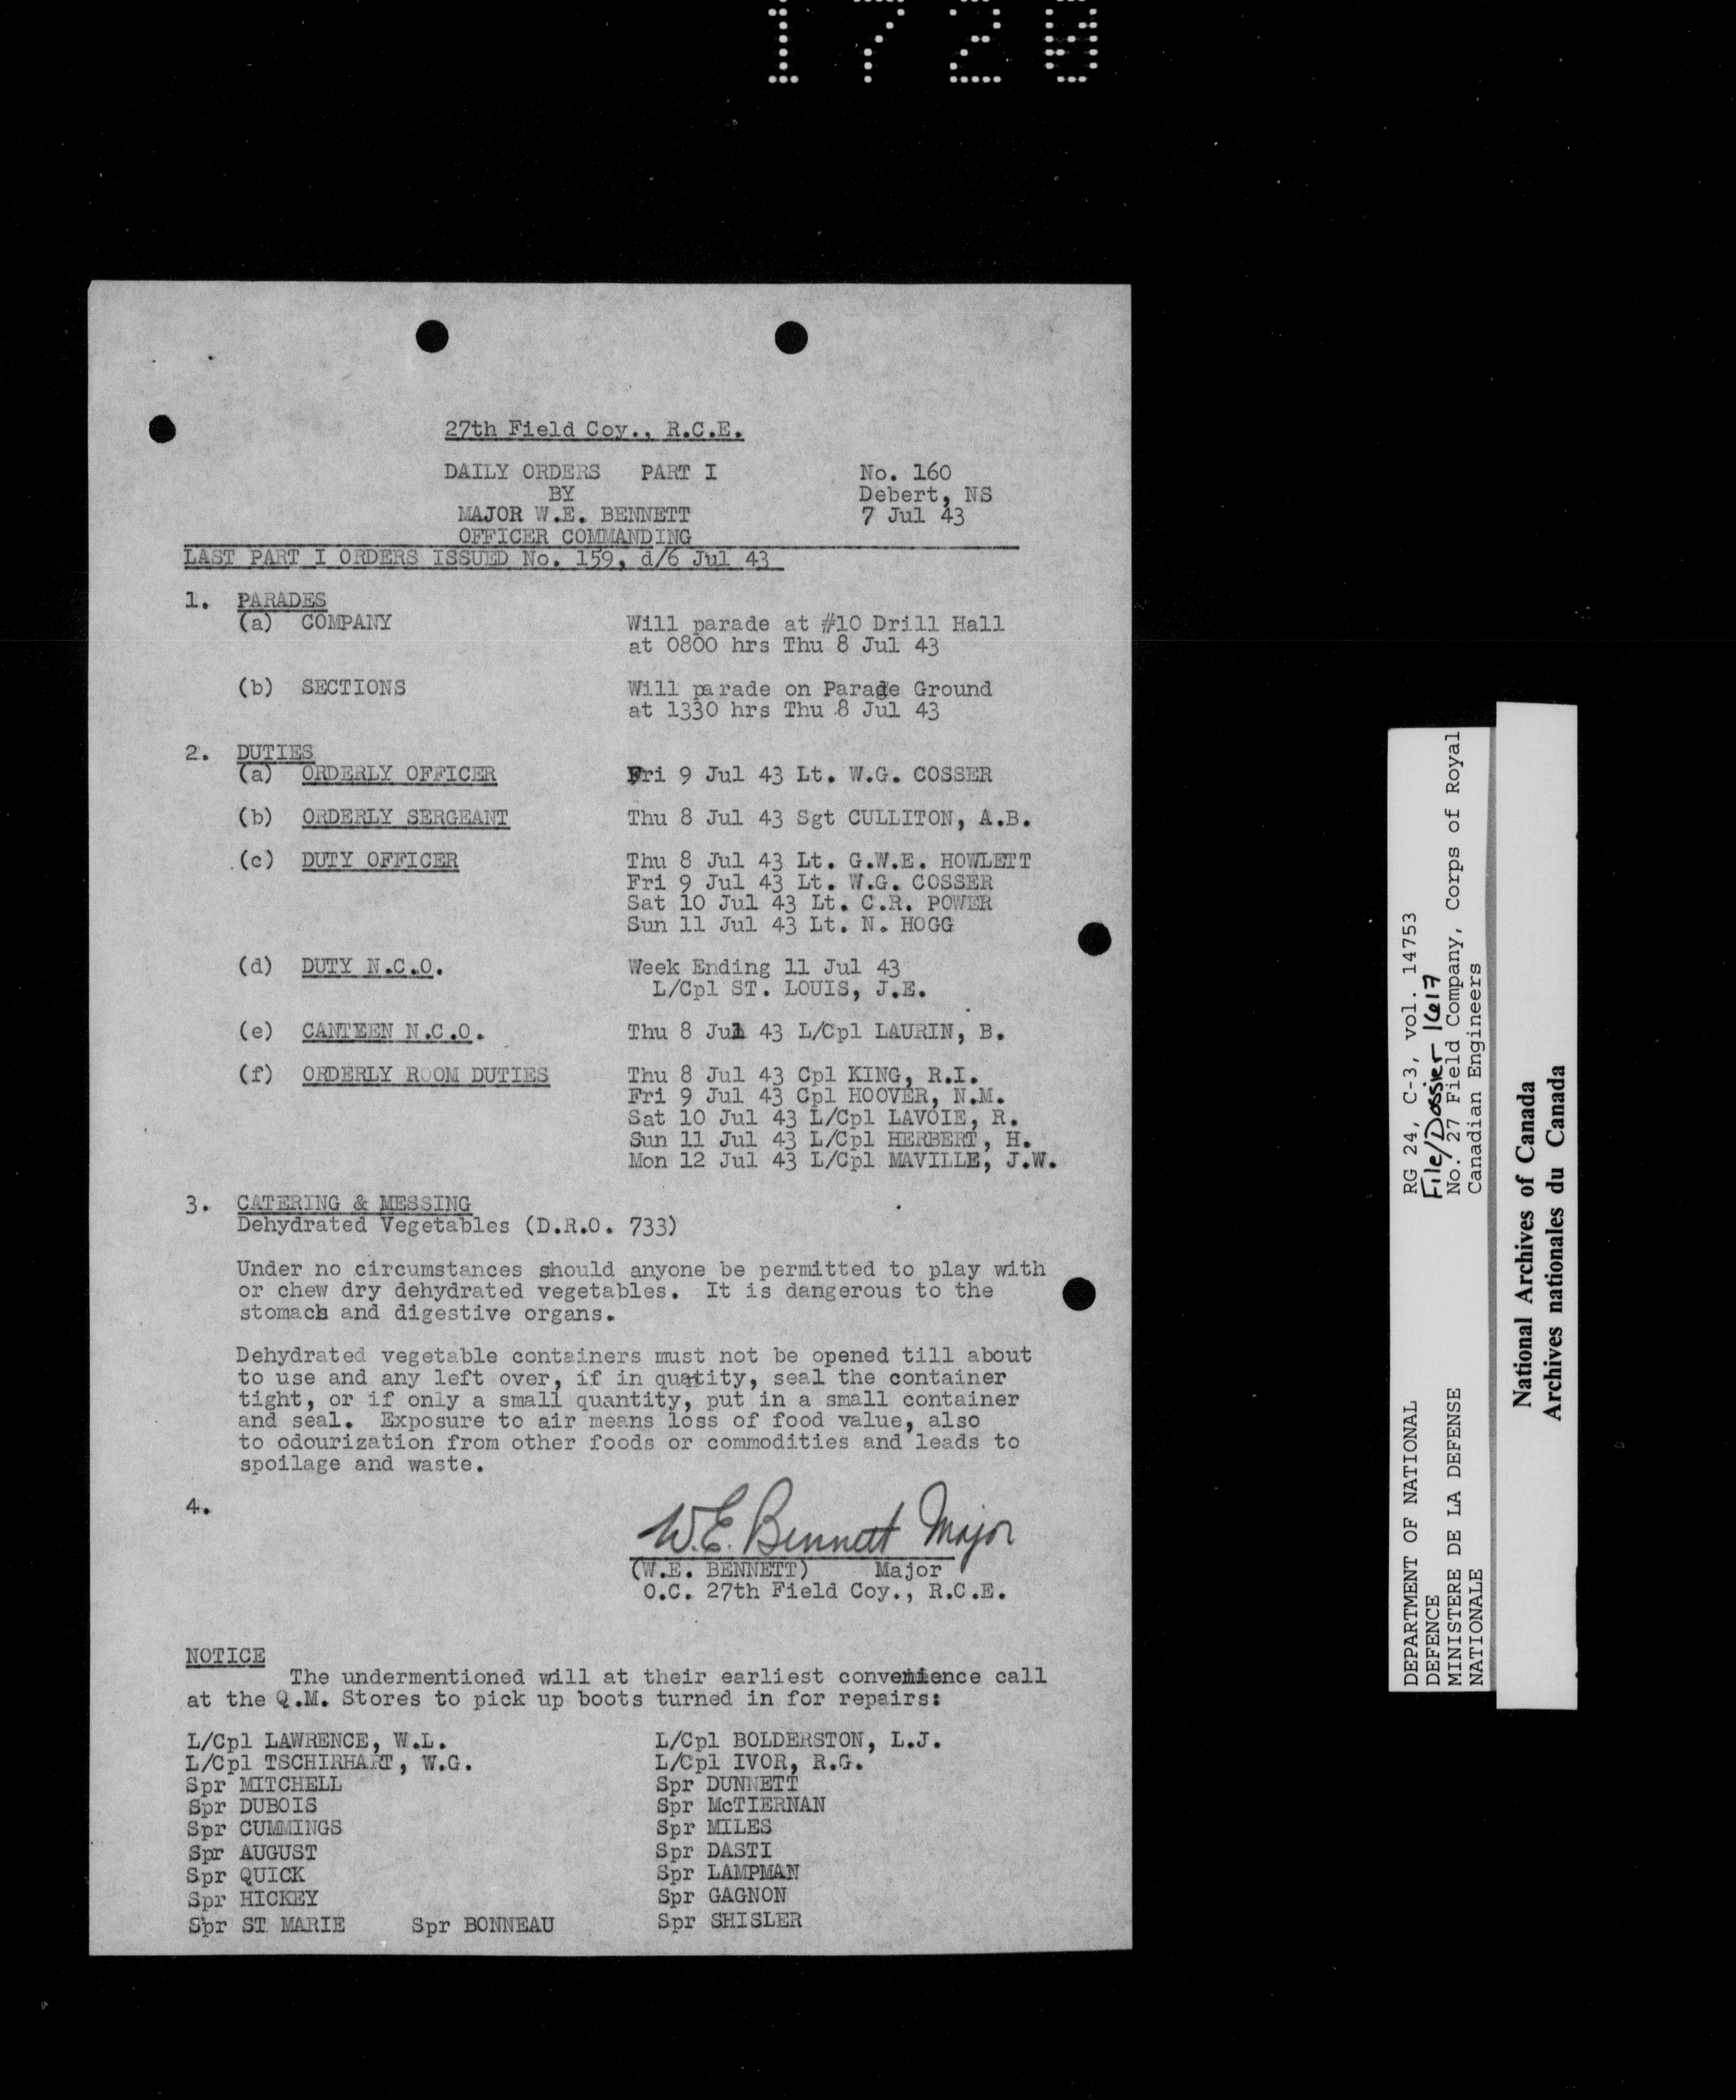 1720
27th Field Coy., R.C.E.
DAILY ORDERS PART I No. 160
BY Debert, NS
MAJOR W.E. BENNETT 7 Jul 43
OFFICER COMMANDING
LAST PART I ORDERS ISSUED No. 159, d/6 Jul 43
1. PARADES
(a) COMPANY Will parade at #10 Drill Hall
at 0800 hrs Thu 8 Jul 43
(b) SECTIONS Will parade on Parade Ground
at 1330 hrs Thu 8 Jul 43
2. DUTIES
(a) ORDERLY OFFICER Fri 9 Jul 43 Lt. W.G. COSSER
(b) ORDERLY SERGEANT Thu 8 Jul 43 Sgt CULLITON, A.B.
(c) DUTY OFFICER Thu 8 Jul 43 Lt. G.W.E. HOWLETT
Fri 9 Jul 43 Lt. W.G. COSSER
Sat 10 Jul 43 Lt. C.R. POWER
Sun 11 Jul 43 Lt. N. HOGG
(d) DUTY N.C.O. Week Ending 11 Jul 43
L/Cpl ST. LOUIS, J.E.
(e) CANTEEN N.C.O. Thu 8 Jul 43 L/Cpl LAURIN, B.
(f) ORDERLY ROOM DUTIES Thu 8 Jul 43 Cpl KING, R.I.
Fri 9 Jul 43 Cpl HOOVER, N.M.
Sat 10 Jul 43 L/Cpl LAVOIE, R.
Sun 11 Jul 43 L/Cpl HERBERT, H.
Mon 12 Jul 43 L/Cpl MAVILLE, J.W.
3. CATERING & MESSING
Dehydrated Vegetables (D.R.O. 733)
Under no circumstances should anyone be permitted to play with
or chew dry dehydrated vegetables. It is dangerous to the
stomach and digestive organs.
Dehydrated vegetable containers must not be opened till about
to use and any left over, if in quatity, seal the container
tight, or if only a small quantity, put in a small container
and seal. Exposure to air means loss of food value, also
to odourization from other foods or commodities and leads to
spoilage and waste.
4.
W.E. Bennett Major
(W.E. BENNETT) Major
O.C. 27th Field Coy., R.C.E.
NOTICE
The undermentioned will at their earliest convenience call
at the Q.M. Stores to pick up boots turned in for repairs:
L/Cpl LAWRENCE, W.L. L/Cpl BOLDERSTON, L.J.
L/Cpl TSCHIRHART, W.G. L/Cpl IVOR, R.G.
Spr MITCHELL Spr DUNNETT
Spr DUBOIS Spr McTIERNAN
Spr CUMMINGS Spr MILES
Spr AUGUST Spr DASTI
Spr QUICK Spr LAMPMAN
Spr HICKEY Spr GAGNON
Spr ST MARIE Spr BONNEAU Spr SHISLER
DEPARTMENT OF NATIONAL
DEFENCE
MINISTERE DE LA DEFENSE
NATIONALE
RG 24, C-3, vol. 14753
File/Dossier 1617
No. 27 Field Company, Corps of Royal
Canadian Engineers
National Archives of Canada
Archives nationales du Canada